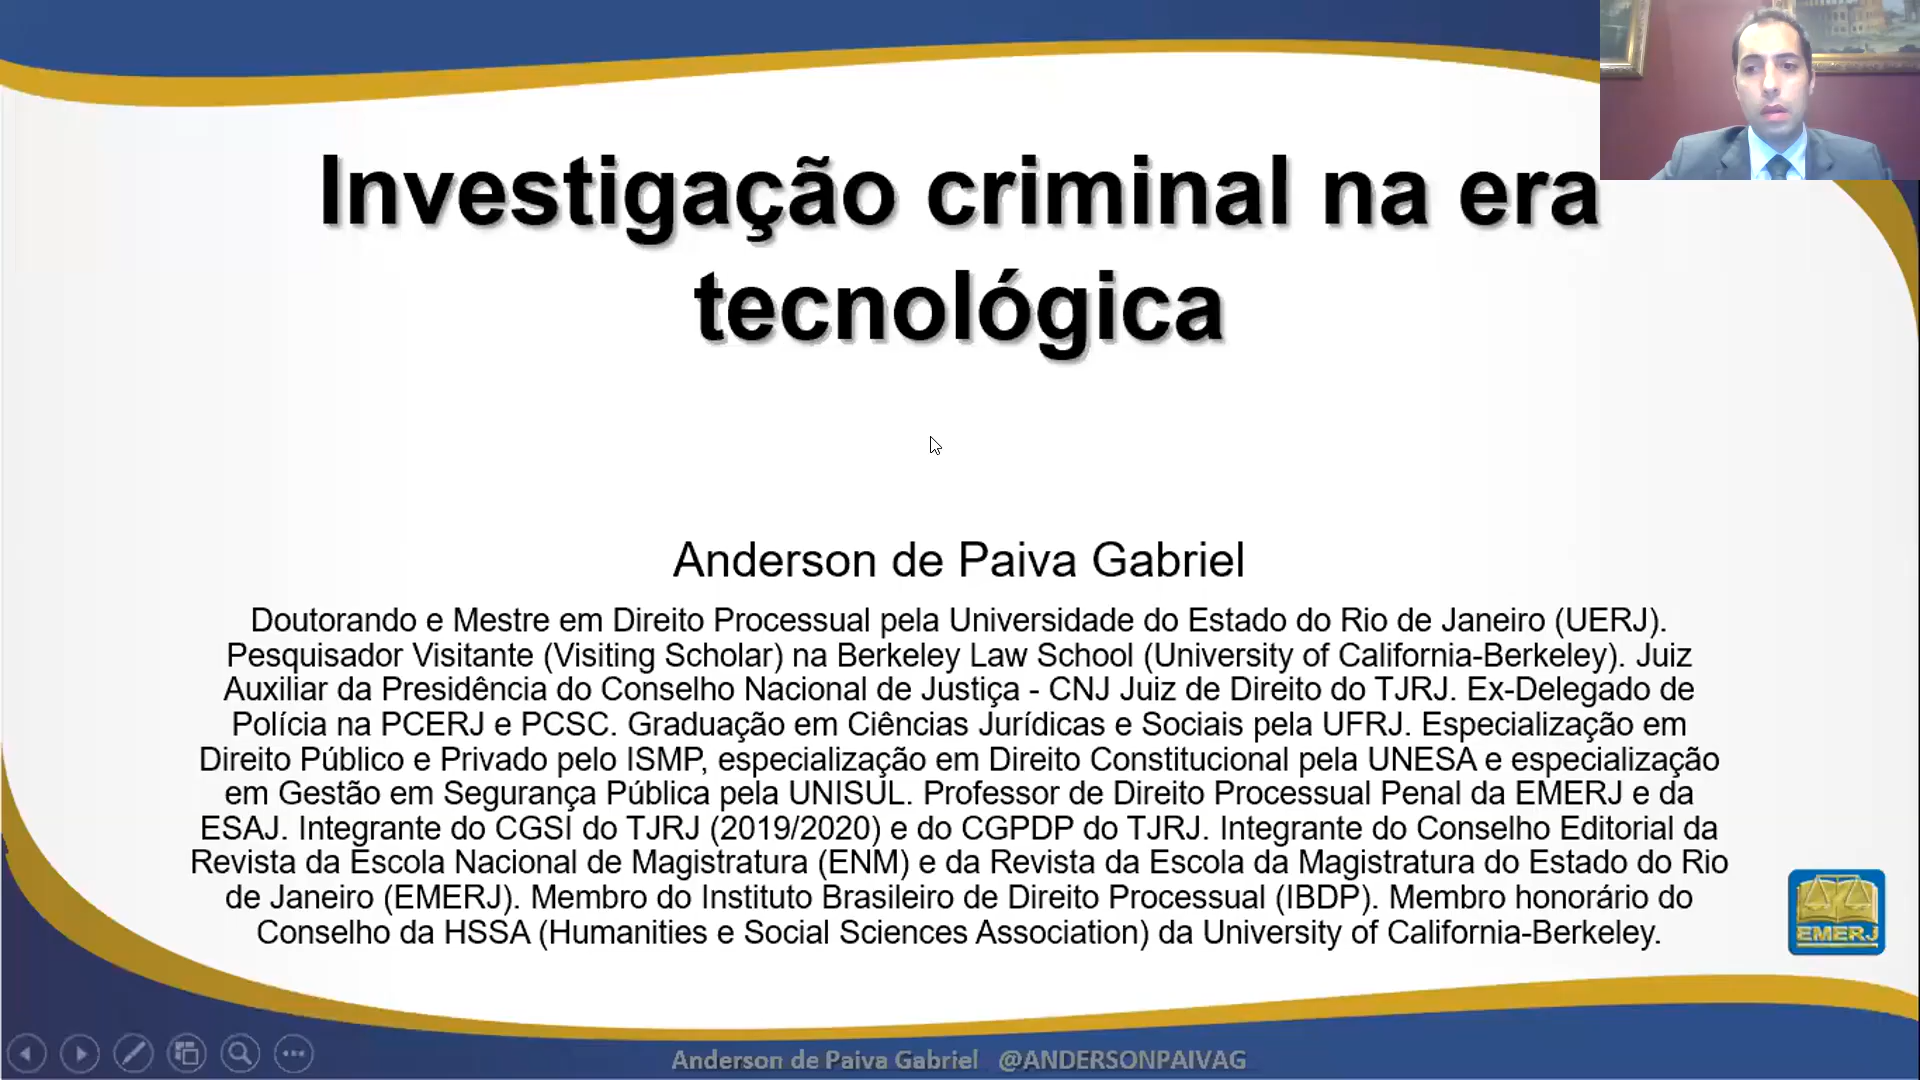 Investigação criminal na era
tecnológica
Anderson de Paiva Gabriel
Doutorando e Mestre em Direito Processual pela Universidade do Estado do Rio de Janeiro (UERJ).
Pesquisador Visitante (Visiting Scholar) na Berkeley Law School (University of California-Berkeley). Juiz
Auxiliar da Presidência do Conselho Nacional de Justiça - CNJ Juiz de Direito do TJRJ. Ex-Delegado de
Polícia na PCERJ e PCSC. Graduação em Ciências Jurídicas e Sociais pela UFRJ. Especialização em
Direito Público e Privado pelo ISMP, especialização em Direito Constitucional pela UNESA e especialização
em Gestão em Segurança Pública pela UNISUL. Professor de Direito Processual Penal da EMERJ e da
ESAJ. Integrante do CGSI do TJRJ (2019/2020) e do CGPDP do TJRJ. Integrante do Conselho Editorial da
Revista da Escola Nacional de Magistratura (ENM) e da Revista da Escola da Magistratura do Estado do Rio
de Janeiro (EMERJ). Membro do Instituto Brasileiro de Direito Processual (IBDP). Membro honorário do
Conselho da HSSA (Humanities e Social Sciences Association) da University of California-Berkeley.
EMERJ
Anderson de Paiva Gabriel @ANDERSONPAIVAG